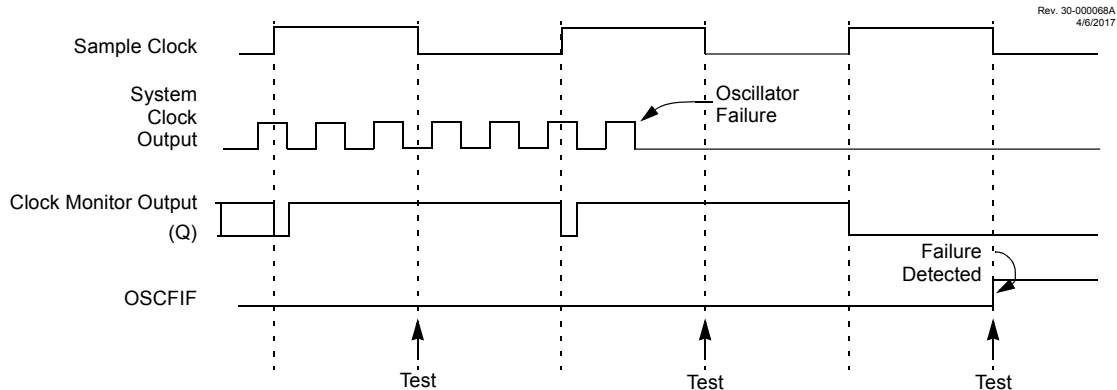 Rev. 30-000068A
4/6/2017
Sample Clock
System
Clock
Output
Oscillator
Failure
Clock Monitor Output
(Q)
Failure
Detected
OSCFIF
Test
Test
Test